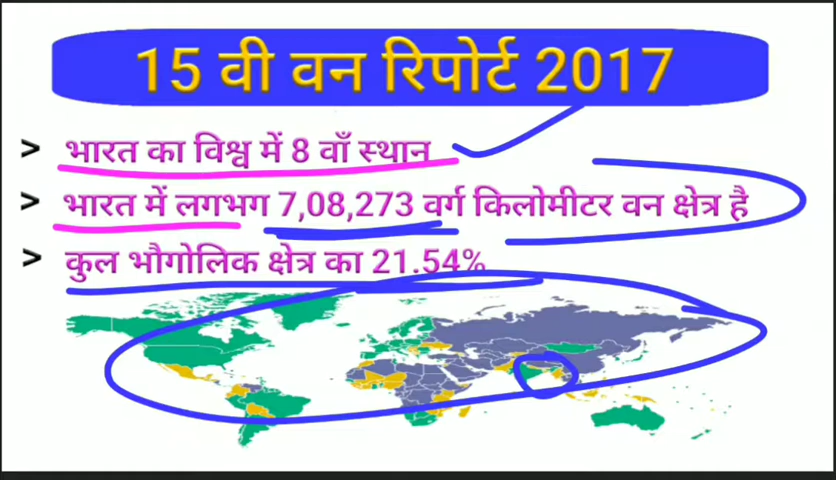 15 वी वन रिपोर्ट 2017
> भारत का विश्व में 8 वाँ स्थान
> भारत में लगभग 7,08,273 वर्ग किलोमीटर वन क्षेत्र है
> कुल भौगोलिक क्षेत्र का 21.54%